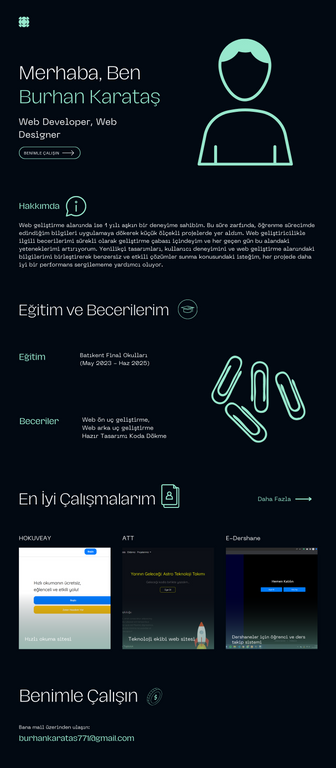 Merhaba, Ben
Burhan Karataş
Web Developer, Web
Designer
BENİMLE ÇALIŞIN
Hakkımda
Web geliştirme alanında ise 1 yılı aşkın bir deneyime sahibim. Bu süre zarfında, öğrenme sürecimde
edindiğim bilgileri uygulamaya dökerek küçük ölçekli projelerde yer aldım. Web geliştiricilikle
ilgili becerilerimi sürekli olarak geliştirme çabası içindeyim ve her geçen gün bu alandaki
yeteneklerimi artırıyorum. Yenilikçi tasarımları, kullanıcı deneyimini ve web geliştirme alanındaki
bilgilerimi birleştirerek benzersiz ve etkili çözümler sunma konusundaki isteğim, her projede daha
iyi bir performans sergilememe yardımcı oluyor.
Eğitim ve Becerilerim
Eğitim
Batıkent Final Okulları
(May 2023 - Haz 2025)
Beceriler
Web ön uç geliştirme,
Web arka uç geliştirme
Hazır Tasarımı Koda Dökme
En İyi Çalışmalarım
Daha Fazla
HOKUVEAY
ATT
E-Dershane
Hızlı okumanın ücretsiz,
eğlenceli ve etkili yolu!
Hızlı okuma sitesi
Yarının Geleceği Astro Teknoloji Takımı
Teknoloji ekibi web sitesi
Hemen Katılın
Dershaneler için öğrenci ve ders
takip sistemi
Benimle Çalışın
Bana mail üzerinden ulaşın:
burhankaratas771@gmail.com